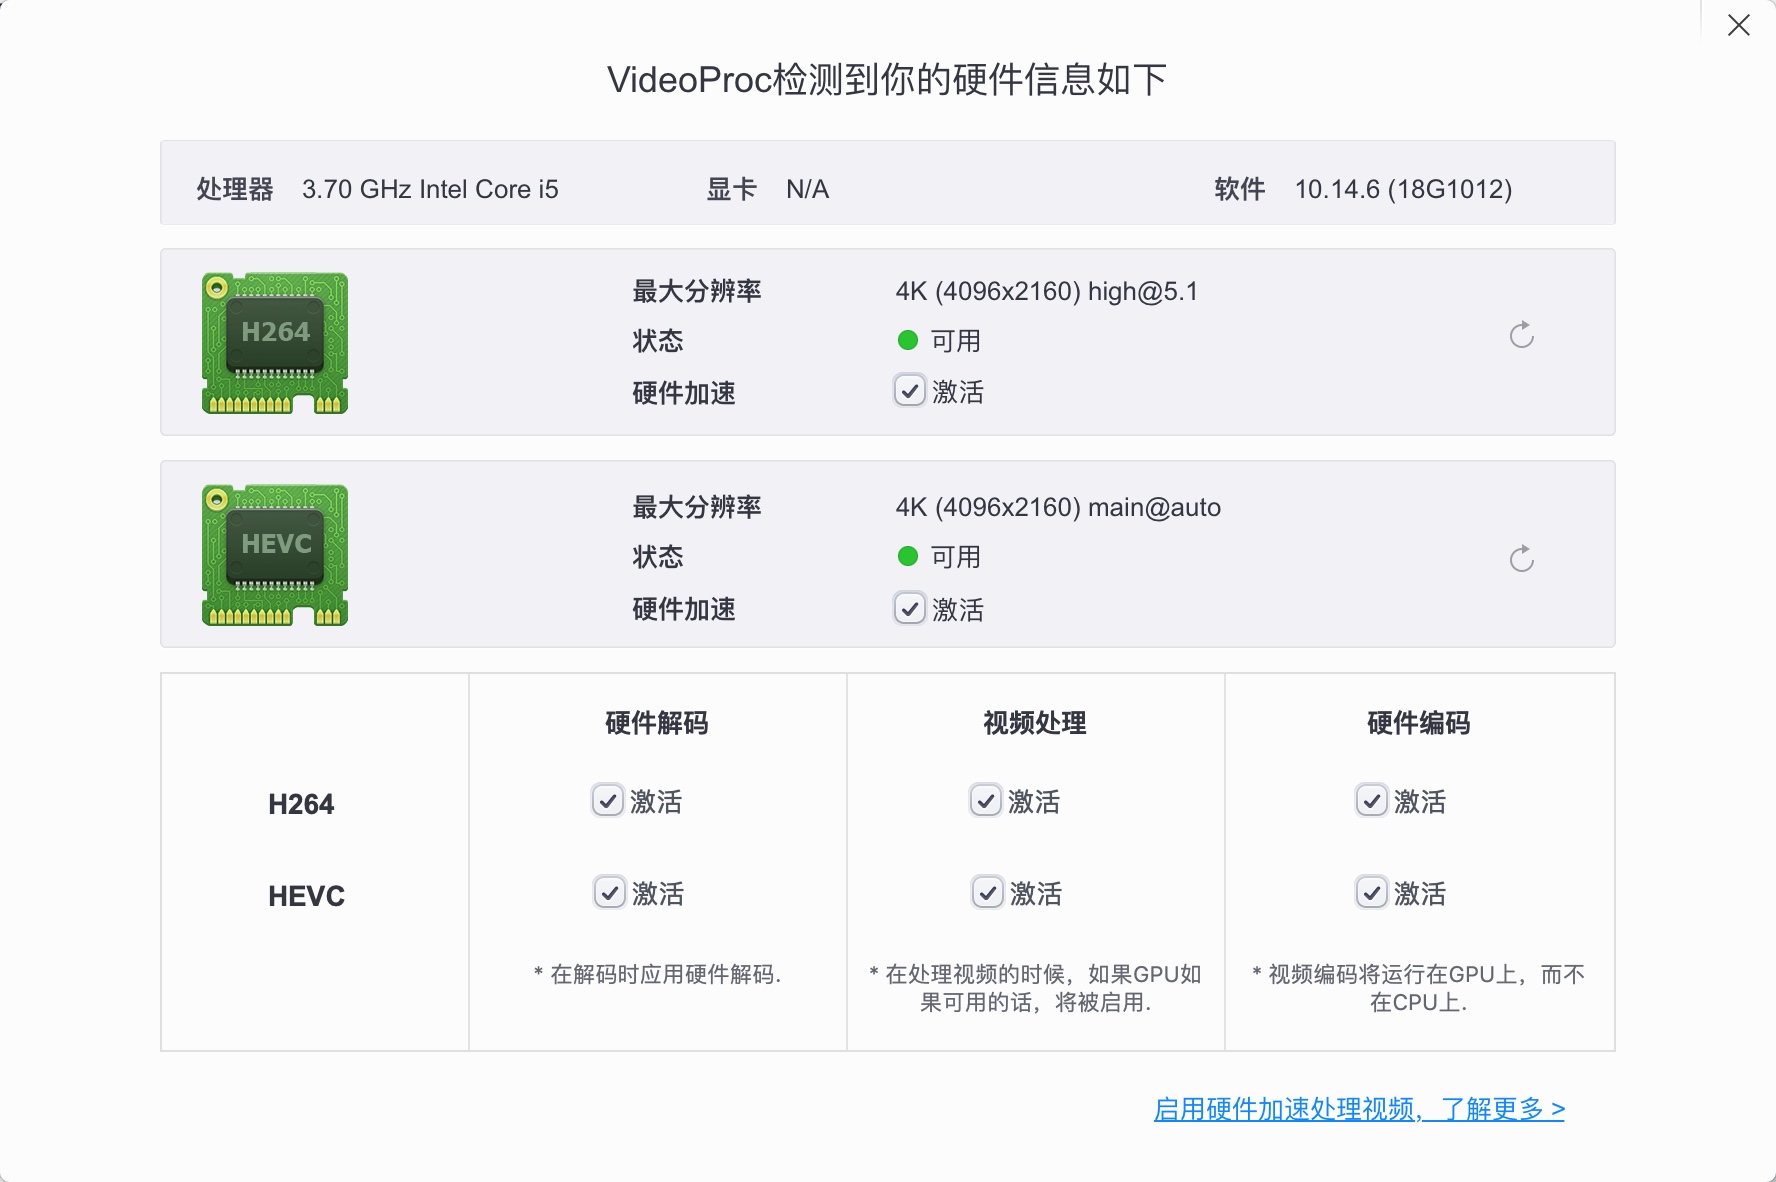 VideoProc检测到你的硬件信息如下
处理器 3.70 GHz Intel Core i5 显卡 N/A 软件 10.14.6 (18G1012)
H264
最大分辨率 4K (4096x2160) high@5.1
状态 可用
硬件加速 激活
HEVC
最大分辨率 4K (4096x2160) main@auto
状态 可用
硬件加速 激活
硬件解码 视频处理 硬件编码
H264 激活 激活 激活
HEVC 激活 激活 激活
* 在解码时应用硬件解码.
* 在处理视频的时候，如果GPU如
果可用的话，将被启用.
* 视频编码将运行在GPU上，而不
在CPU上.
启用硬件加速处理视频，了解更多 >